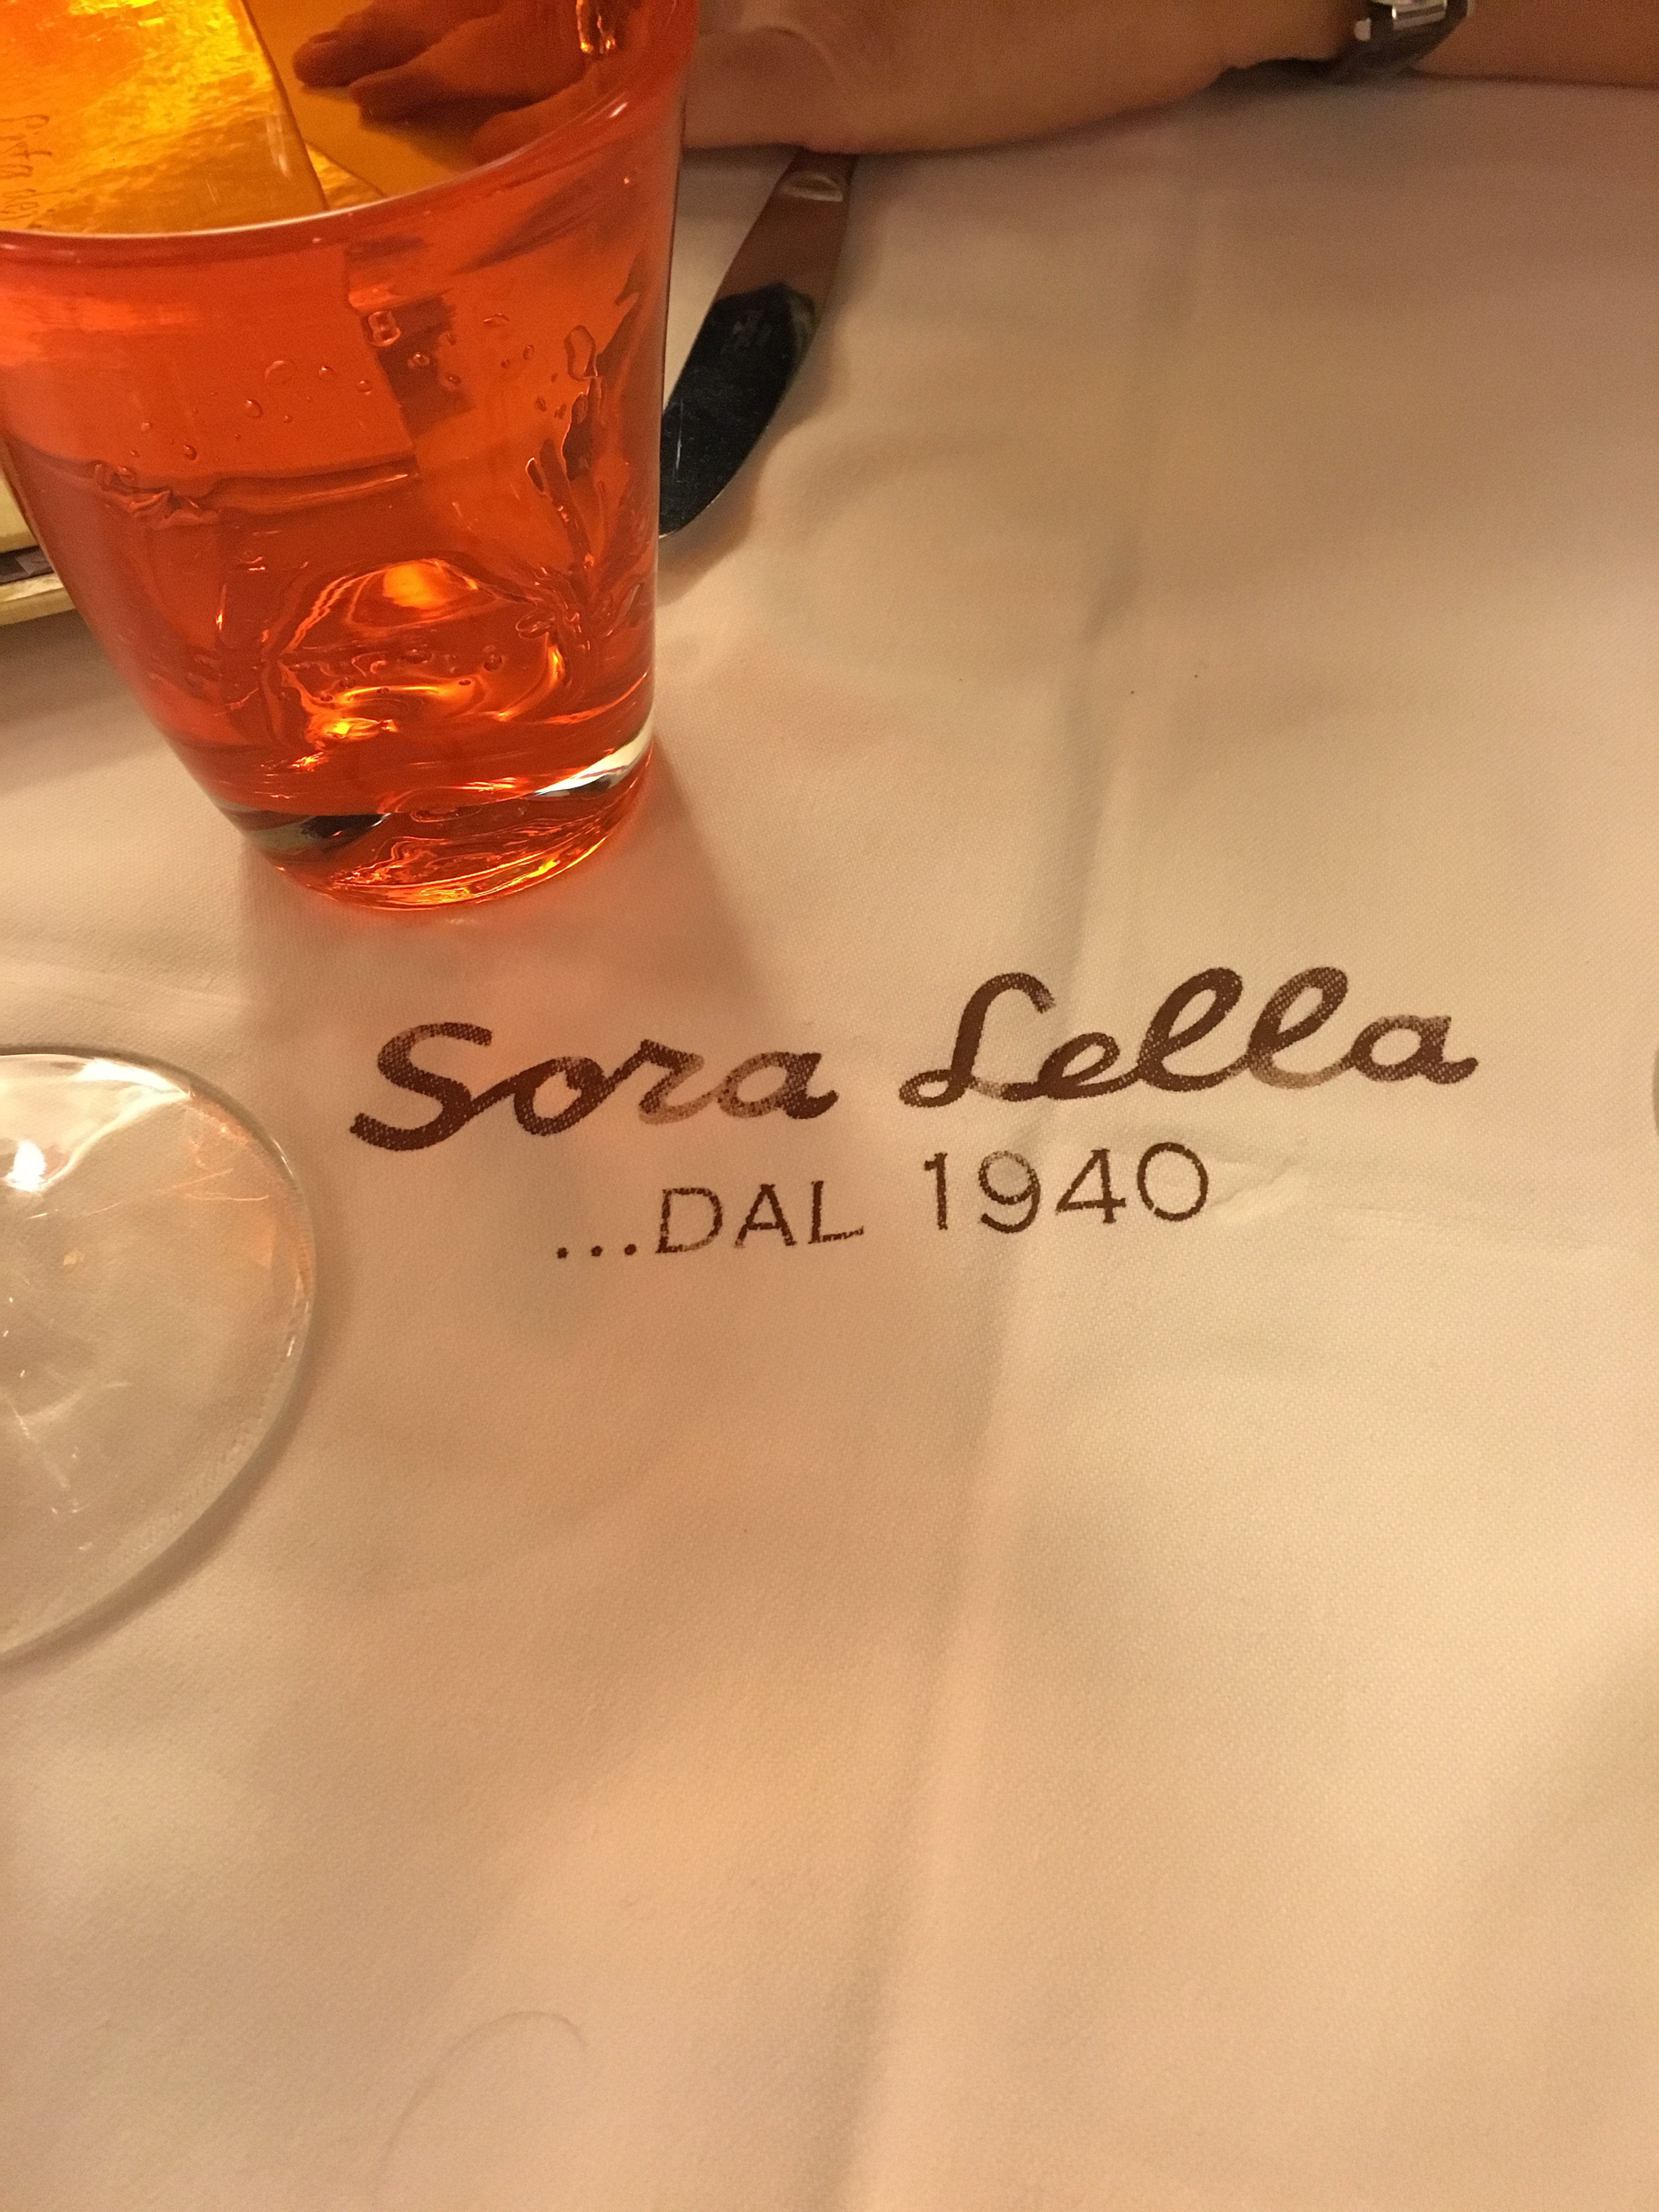 Sora Lella
...DAL 1940